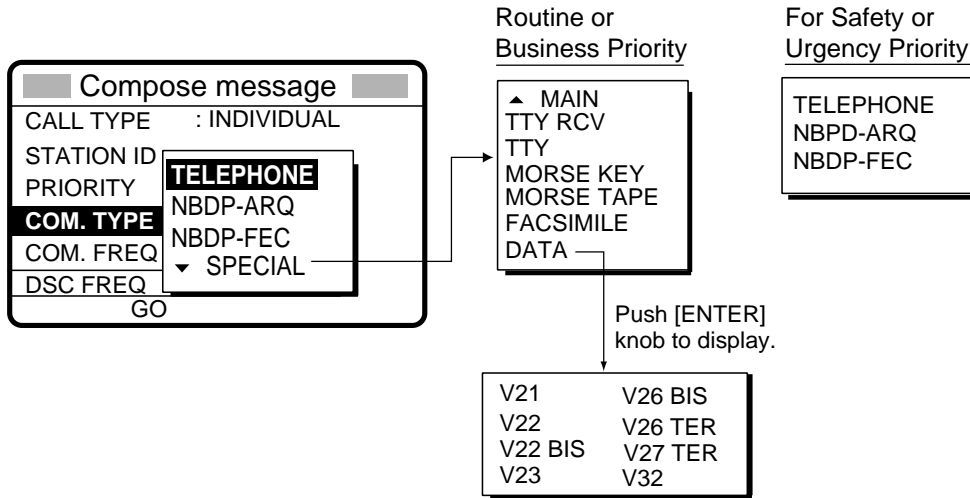 Compose message
CALL TYPE : INDIVIDUAL
STATION ID
PRIORITY
COM. TYPE
COM. FREQ
DSC FREQ
GO
TELEPHONE
NBDP-ARQ
NBDP-FEC
▼ SPECIAL
Routine or
Business Priority
▲ MAIN
TTY RCV
TTY
MORSE KEY
MORSE TAPE
FACSIMILE
DATA
Push [ENTER]
knob to display.
V21 V26 BIS
V22 V26 TER
V22 BIS V27 TER
V23 V32
For Safety or
Urgency Priority
TELEPHONE
NBPD-ARQ
NBDP-FEC